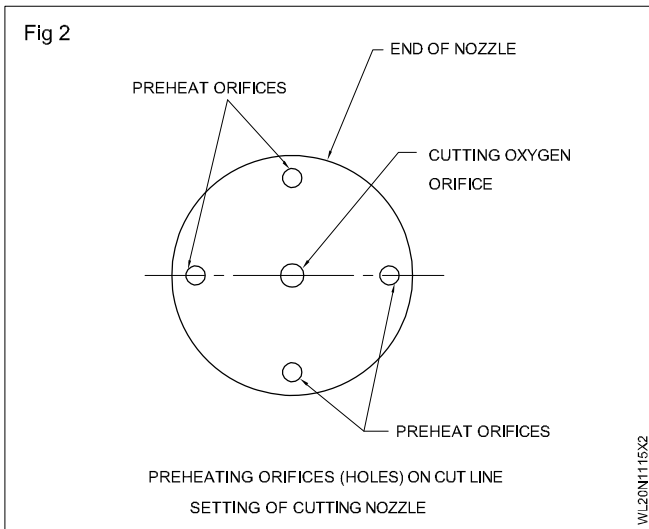 Fig 2
END OF NOZZLE
PREHEAT ORIFICES
CUTTING OXYGEN
ORIFICE
PREHEAT ORIFICES
PREHEATING ORIFICES (HOLES) ON CUT LINE
SETTING OF CUTTING NOZZLE
WL20N1115X2